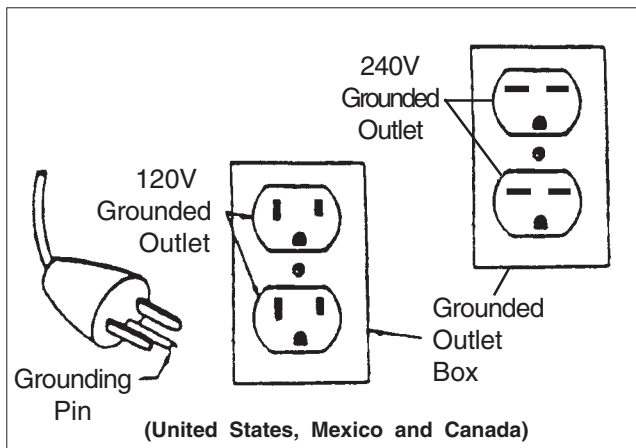 240V
Grounded
Outlet
120V
Grounded
Outlet
Grounded
Outlet
Box
Grounding
Pin
(United States, Mexico and Canada)